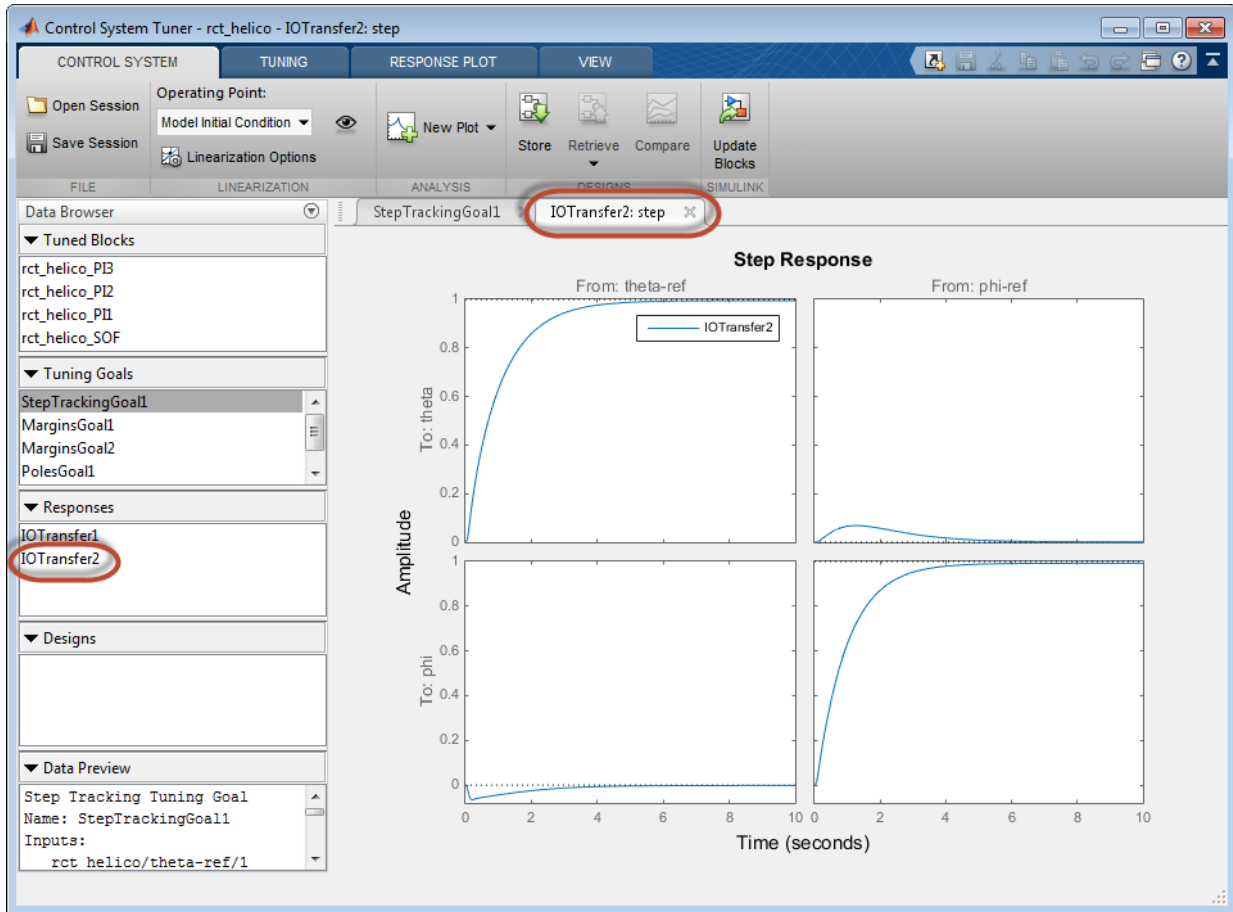 Control System Tuner - rct_helico - IOTransfer2: step
CONTROL SYSTEM TUNING RESPONSE PLOT VIEW
Open Session
Save Session
FILE
Operating Point:
Model Initial Condition
Linearization Options
LINEARIZATION
New Plot
ANALYSIS
Store Retrieve Compare
DESIGNS
Update
Blocks
SIMULINK
Data Browser
Tuned Blocks
rct_helico_PI3
rct_helico_PI2
rct_helico_PI1
rct_helico_SOF
Tuning Goals
StepTrackingGoal1
MarginsGoal1
MarginsGoal2
PolesGoal1
Responses
IOTransfer1
IOTransfer2
Designs
Data Preview
Step Tracking Tuning Goal
Name: StepTrackingGoal1
Inputs:
rct_helico/theta-ref/1
StepTrackingGoal1 IOTransfer2: step
Step Response
From: theta-ref From: phi-ref
IOTransfer2
Amplitude
To: theta
1
0.8
0.6
0.4
0.2
0
To: phi
1
0.8
0.6
0.4
0.2
0
0 2 4 6 8 10 0 2 4 6 8 10
Time (seconds)